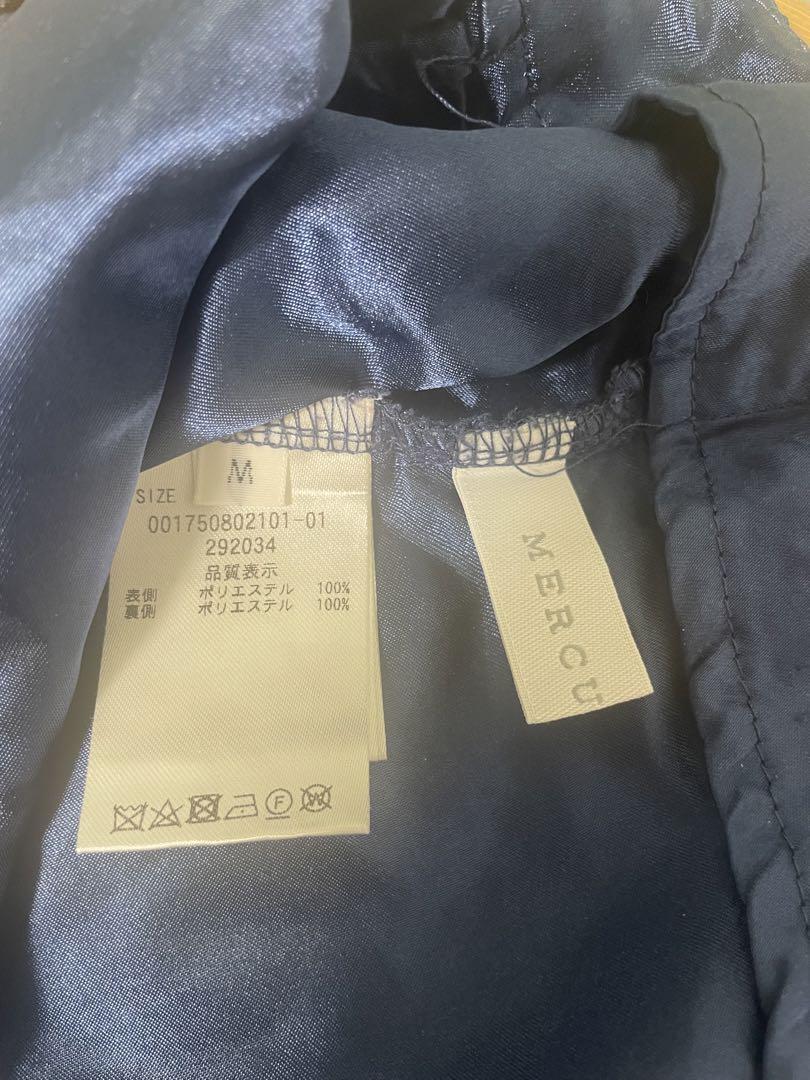 M
SIZE
001750802101-01
292034
品質表示
表側 ポリエステル 100%
裏側 ポリエステル 100%
F
W
MERCU